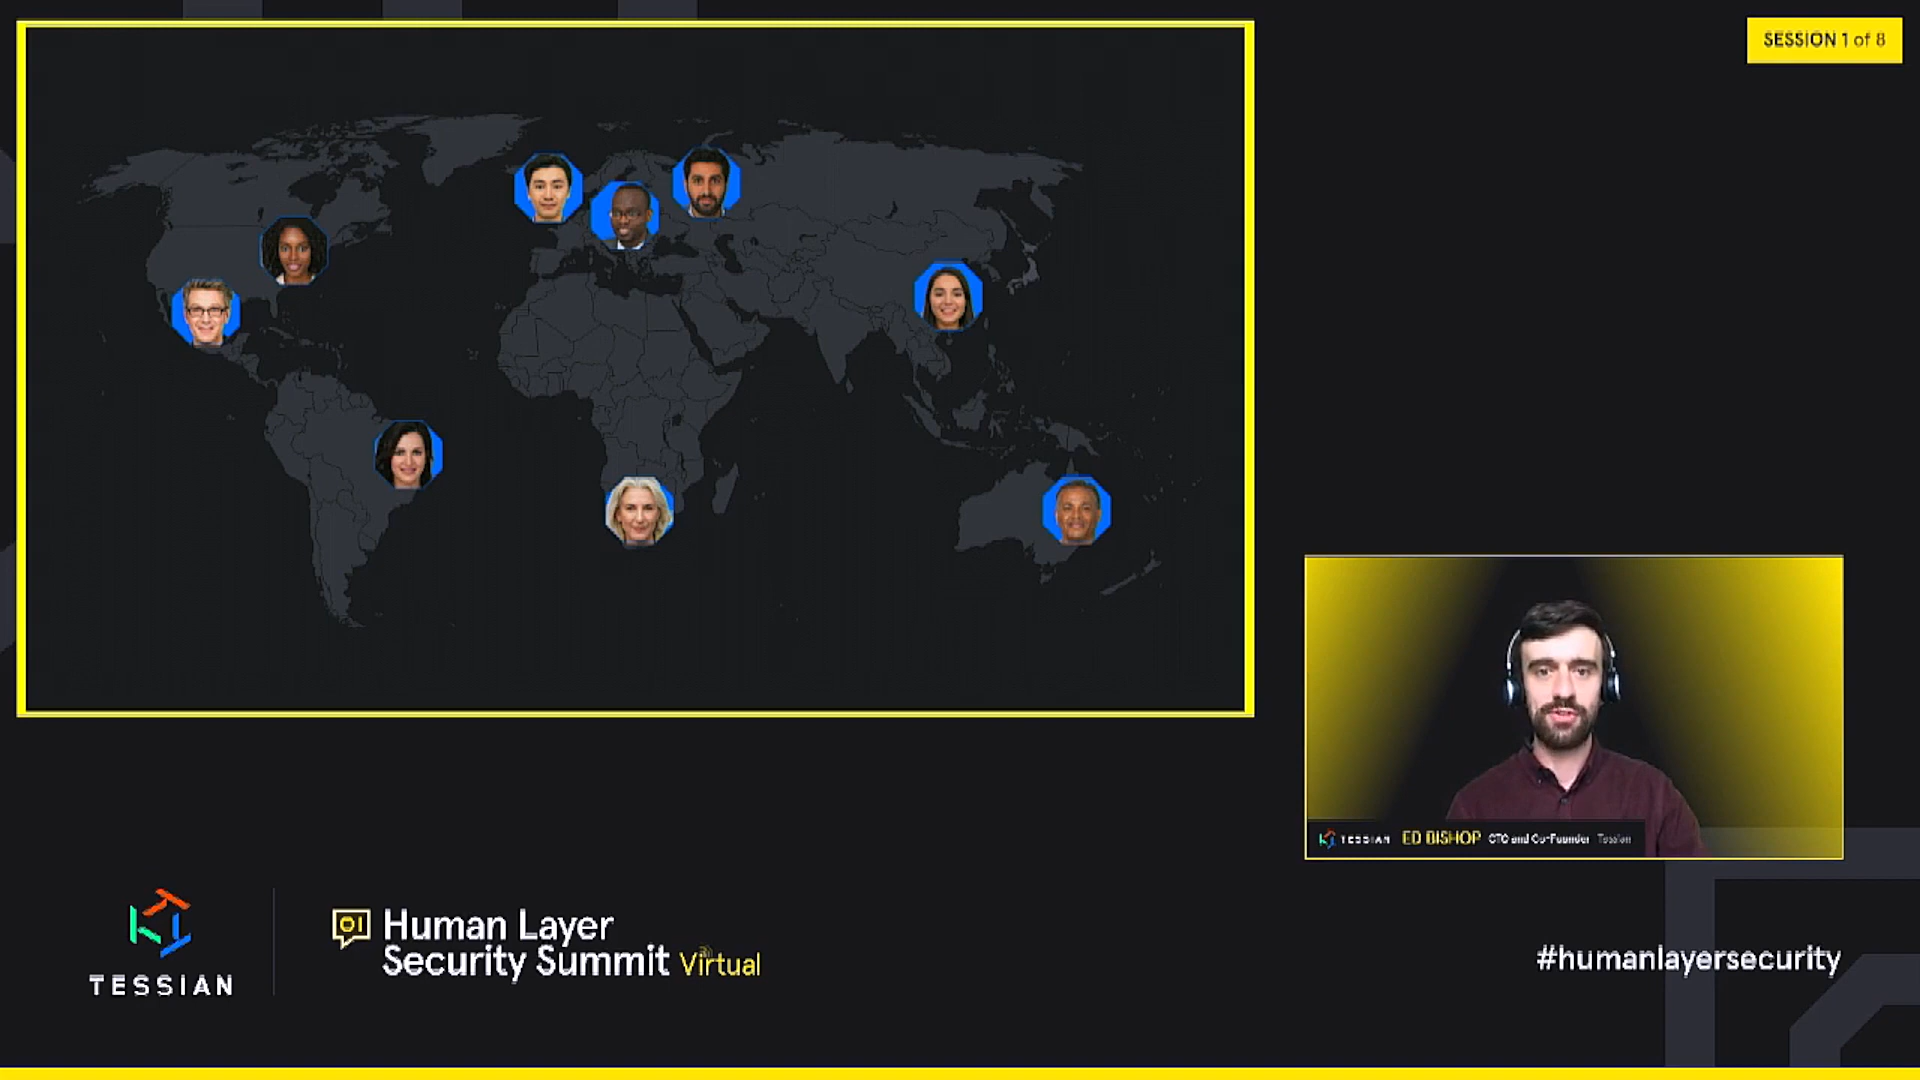 SESSION 1 of 8
TESSIAN ED BISHOP CTO and Co-Founder Tessian
TESSIAN
Human Layer
Security Summit Virtual
#humanlayersecurity